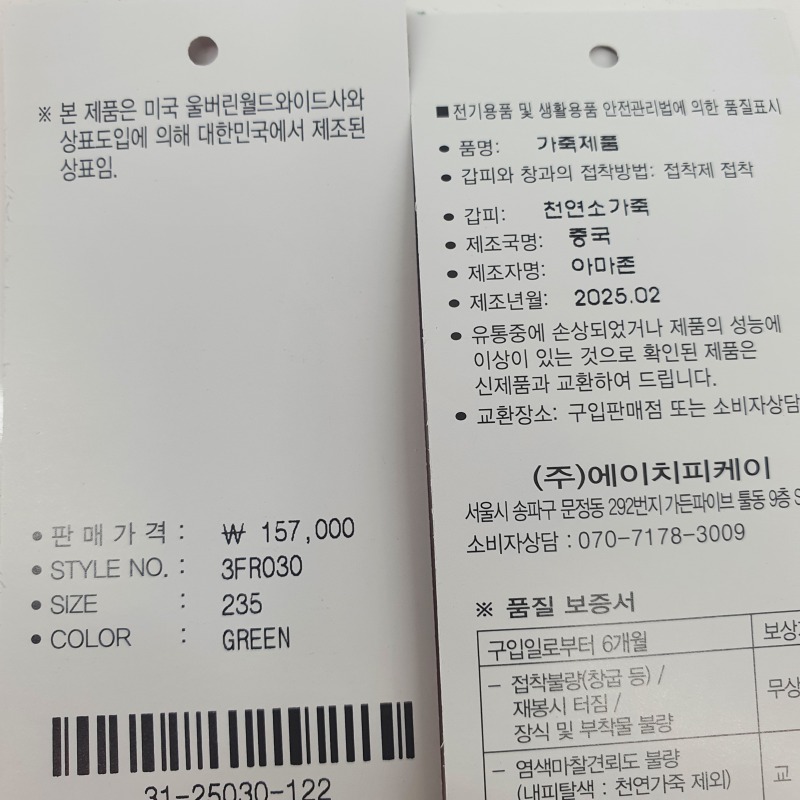 ※ 본 제품은 미국 울버린월드와이드사와
상표도입에 의해 대한민국에서 제조된
상표임.
• 판매가격 : ₩ 157,000
• STYLE NO. : 3FR030
• SIZE : 235
• COLOR : GREEN
31-25030-122
■ 전기용품 및 생활용품 안전관리법에 의한 품질표시
• 품명: 가죽제품
• 갑피와 창과의 접착방법: 접착제 접착
• 갑피: 천연소가죽
• 제조국명: 중국
• 제조자명: 아마존
• 제조년월: 2025.02
• 유통중에 손상되었거나 제품의 성능에
이상이 있는 것으로 확인된 제품은
신제품과 교환하여 드립니다.
• 교환장소: 구입판매점 또는 소비자상담
(주)에이치피케이
서울시 송파구 문정동 292번지 가든파이브 툴동 9층 S
소비자상담 : 070-7178-3009
※ 품질 보증서
구입일로부터 6개월 보상
– 접착불량(창굽 등) / 무상
재봉시 터짐 /
장식 및 부착물 불량
– 염색마찰견뢰도 불량 교
(내피탈색 : 천연가죽 제외)